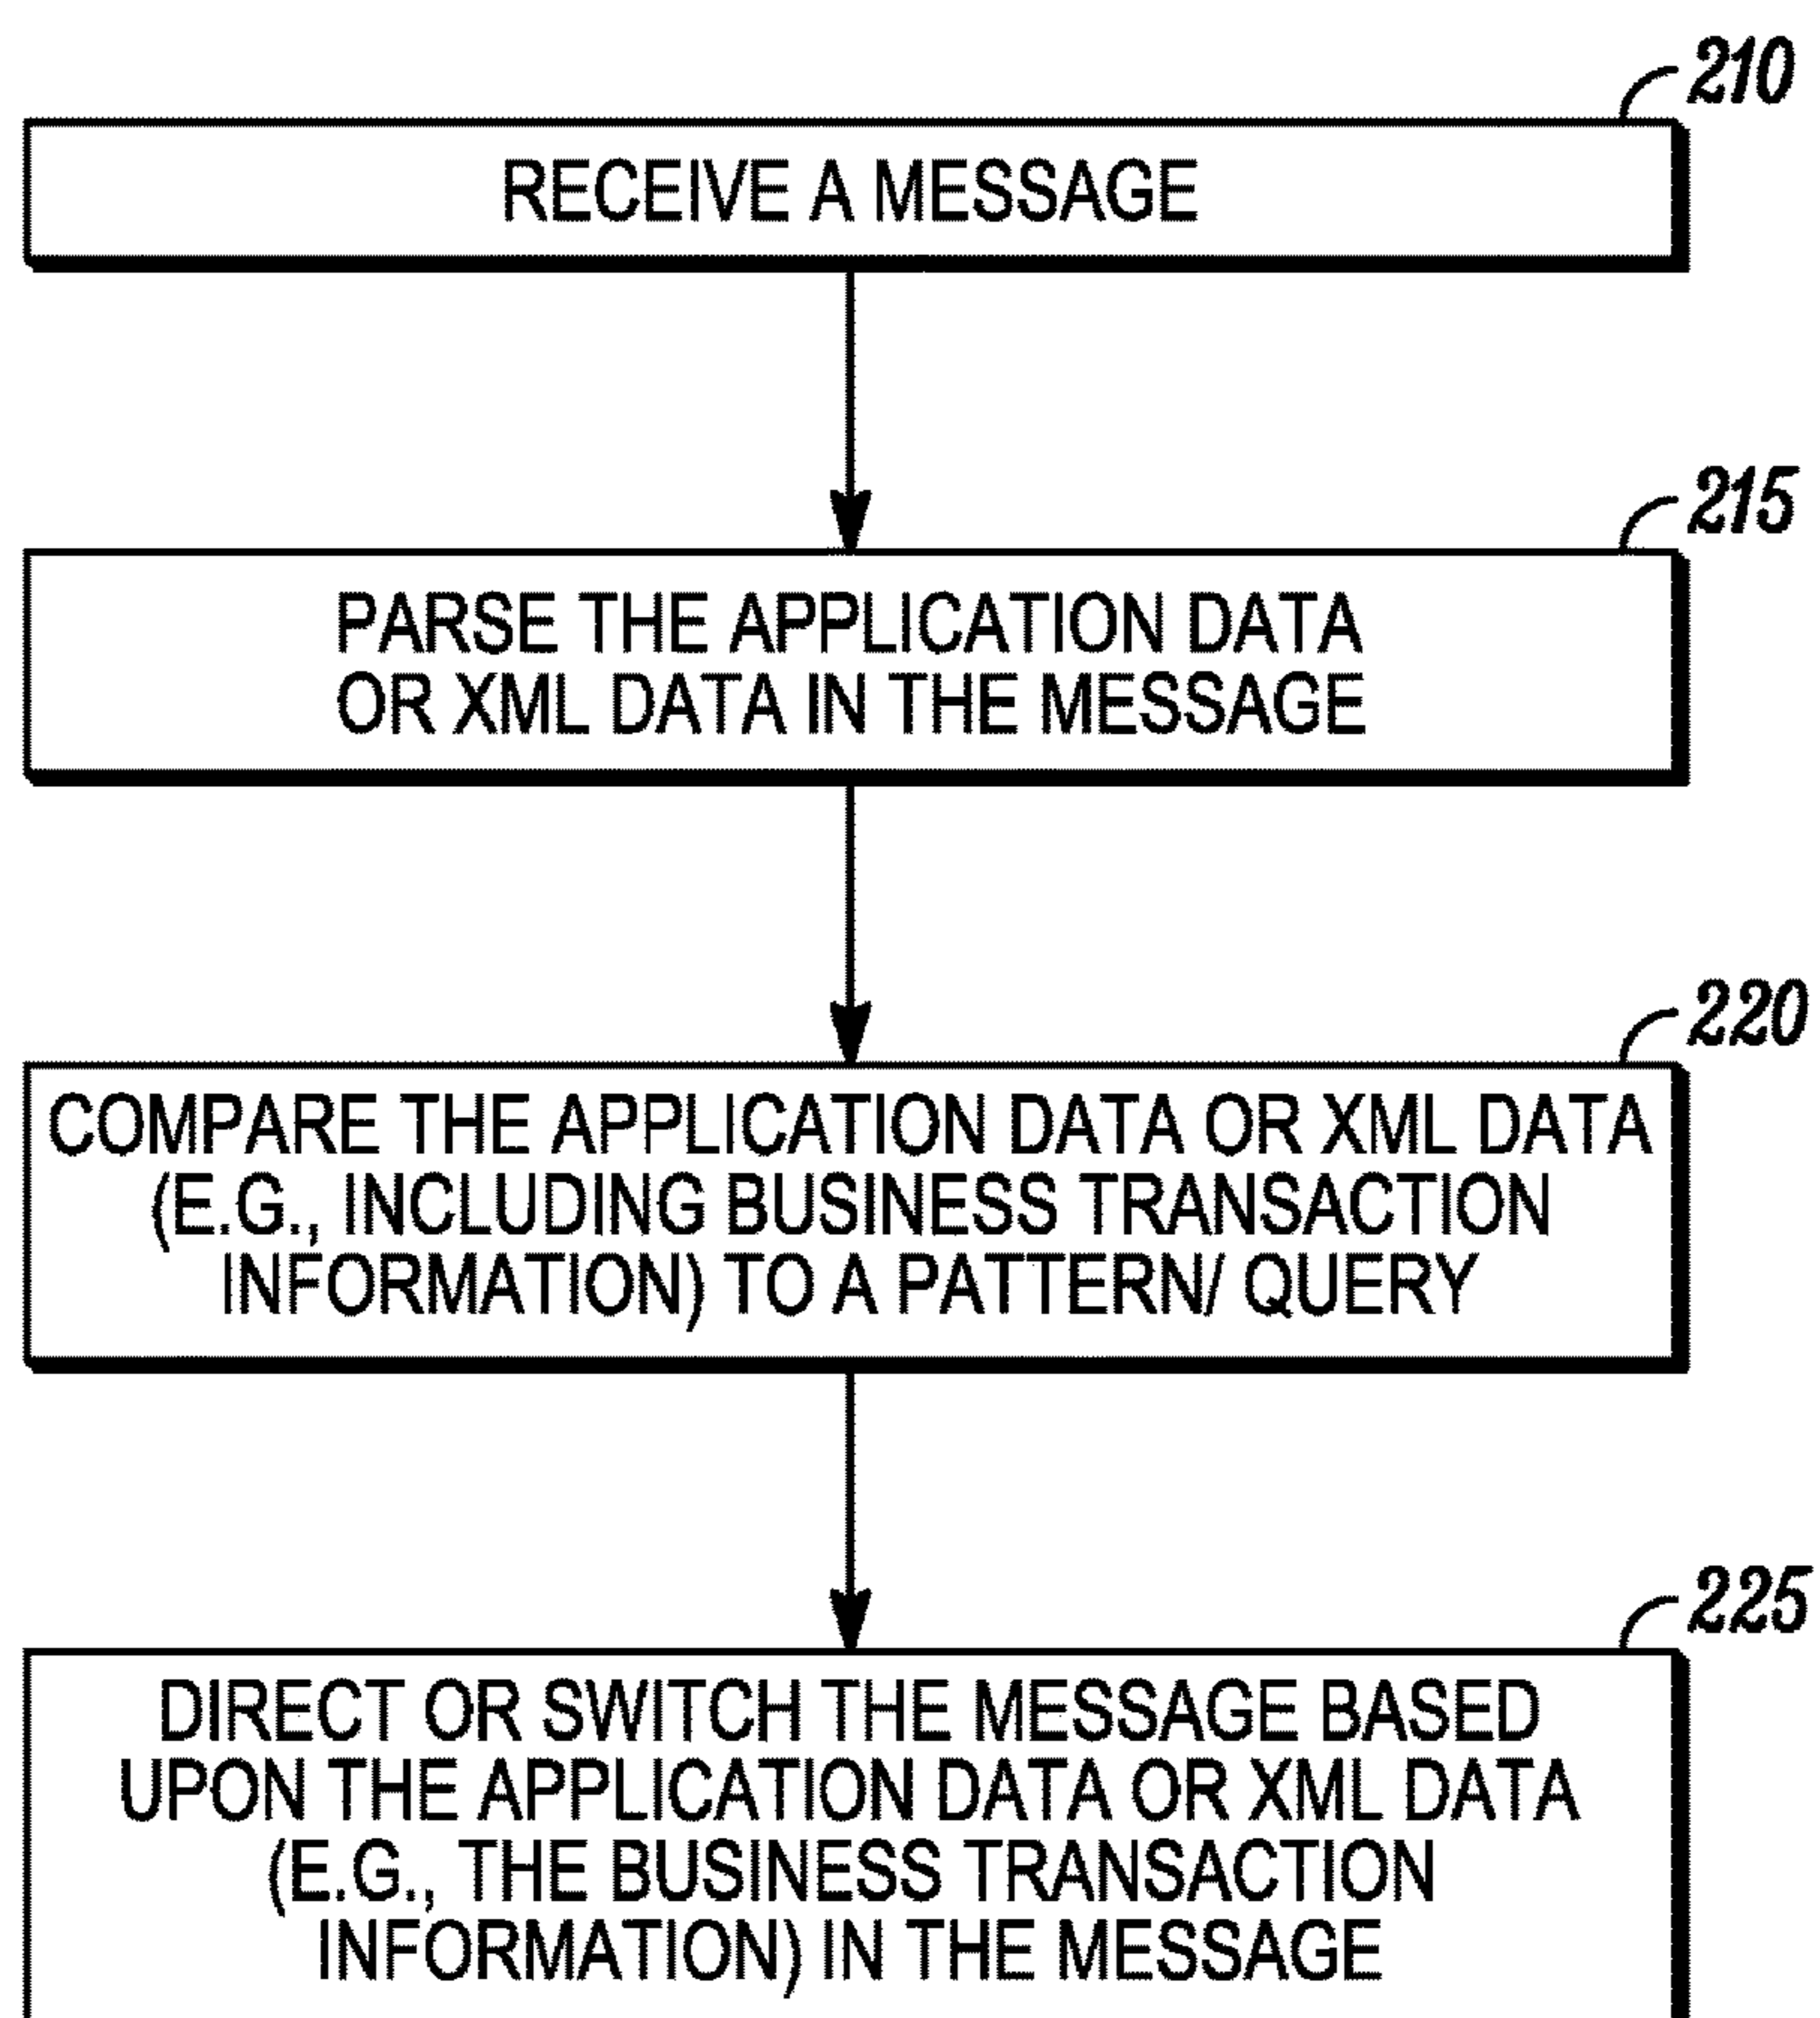 210
RECEIVE A MESSAGE
215
PARSE THE APPLICATION DATA
OR XML DATA IN THE MESSAGE
220
COMPARE THE APPLICATION DATA OR XML DATA
(E.G., INCLUDING BUSINESS TRANSACTION
INFORMATION) TO A PATTERN/ QUERY
225
DIRECT OR SWITCH THE MESSAGE BASED
UPON THE APPLICATION DATA OR XML DATA
(E.G., THE BUSINESS TRANSACTION
INFORMATION) IN THE MESSAGE